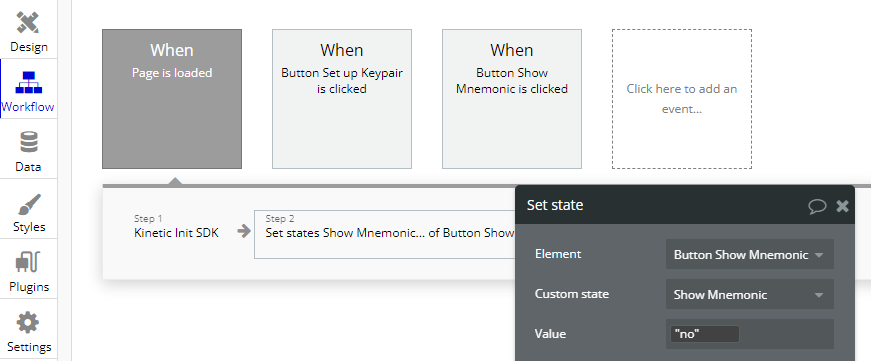 Design
Workflow
Data
Styles
Plugins
Settings
When
Page is loaded
When
Button Set up Keypair
is clicked
When
Button Show
Mnemonic is clicked
Click here to add an
event...
Step 1
Kinetic Init SDK
Step 2
Set states Show Mnemonic... of Button Show
Set state
Element
Button Show Mnemonic
Custom state
Show Mnemonic
Value
"no"